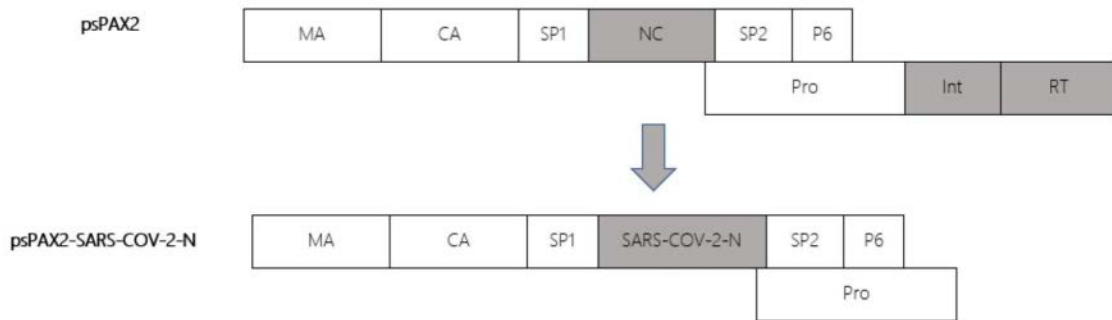 psPAX2
MA CA SP1 NC SP2 P6
Pro Int RT
psPAX2-SARS-COV-2-N
MA CA SP1 SARS-COV-2-N SP2 P6
Pro